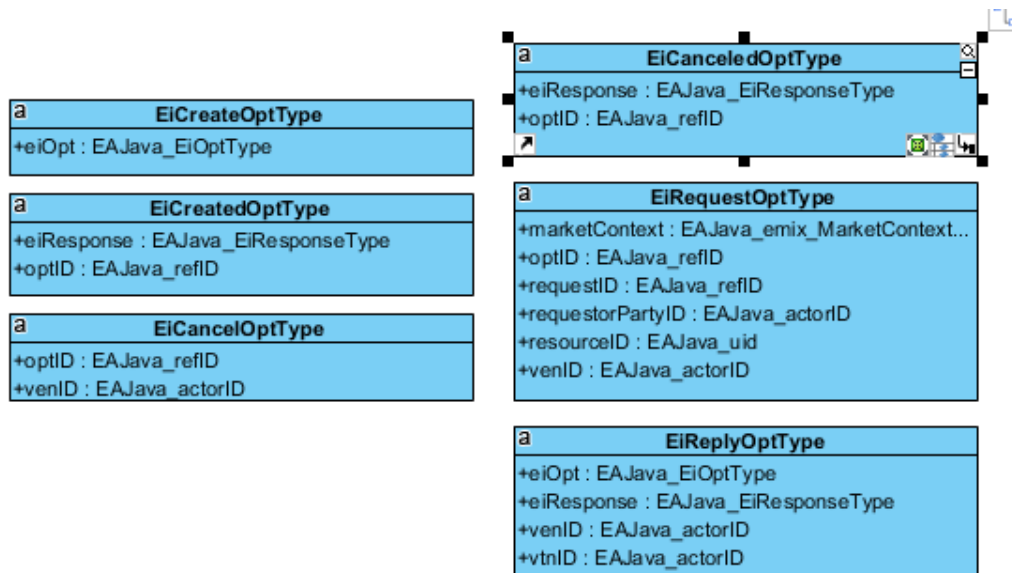 a EiCreateOptType
+eiOpt : EAJava_EiOptType
a EiCreatedOptType
+eiResponse : EAJava_EiResponseType
+optID : EAJava_refID
a EiCancelOptType
+optID : EAJava_refID
+venID : EAJava_actorID
a EiCanceledOptType
+eiResponse : EAJava_EiResponseType
+optID : EAJava_refID
a EiRequestOptType
+marketContext : EAJava_emix_MarketContext...
+optID : EAJava_refID
+requestID : EAJava_refID
+requestorPartyID : EAJava_actorID
+resourceID : EAJava_uid
+venID : EAJava_actorID
a EiReplyOptType
+eiOpt : EAJava_EiOptType
+eiResponse : EAJava_EiResponseType
+venID : EAJava_actorID
+vtnID : EAJava_actorID